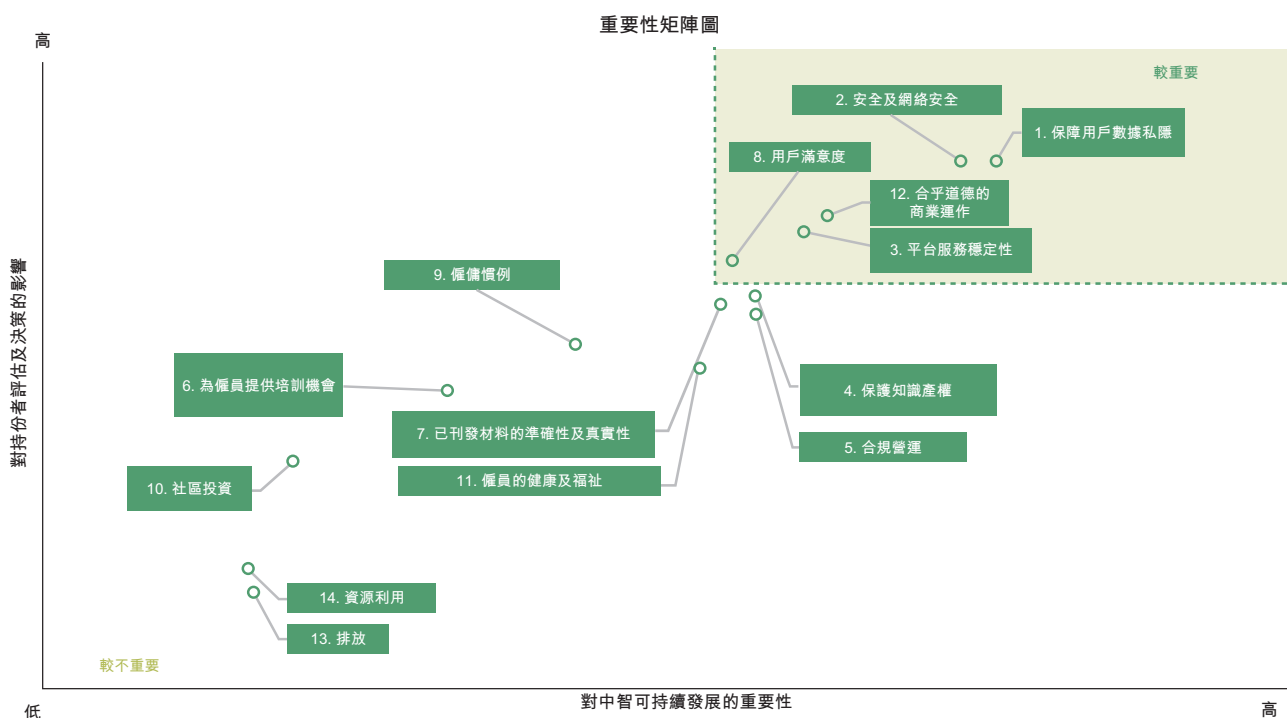 重要性矩陣圖
高
較重要
2. 安全及網絡安全
1. 保障用戶數據私隱
8. 用戶滿意度
12. 合乎道德的
商業運作
3. 平台服務穩定性
9. 僱傭慣例
對持份者評估及決策的影響
6. 為僱員提供培訓機會
4. 保護知識產權
7. 已刊發材料的準確性及真實性
5. 合規營運
11. 僱員的健康及福祉
10. 社區投資
14. 資源利用
13. 排放
較不重要
低
對中智可持續發展的重要性
高